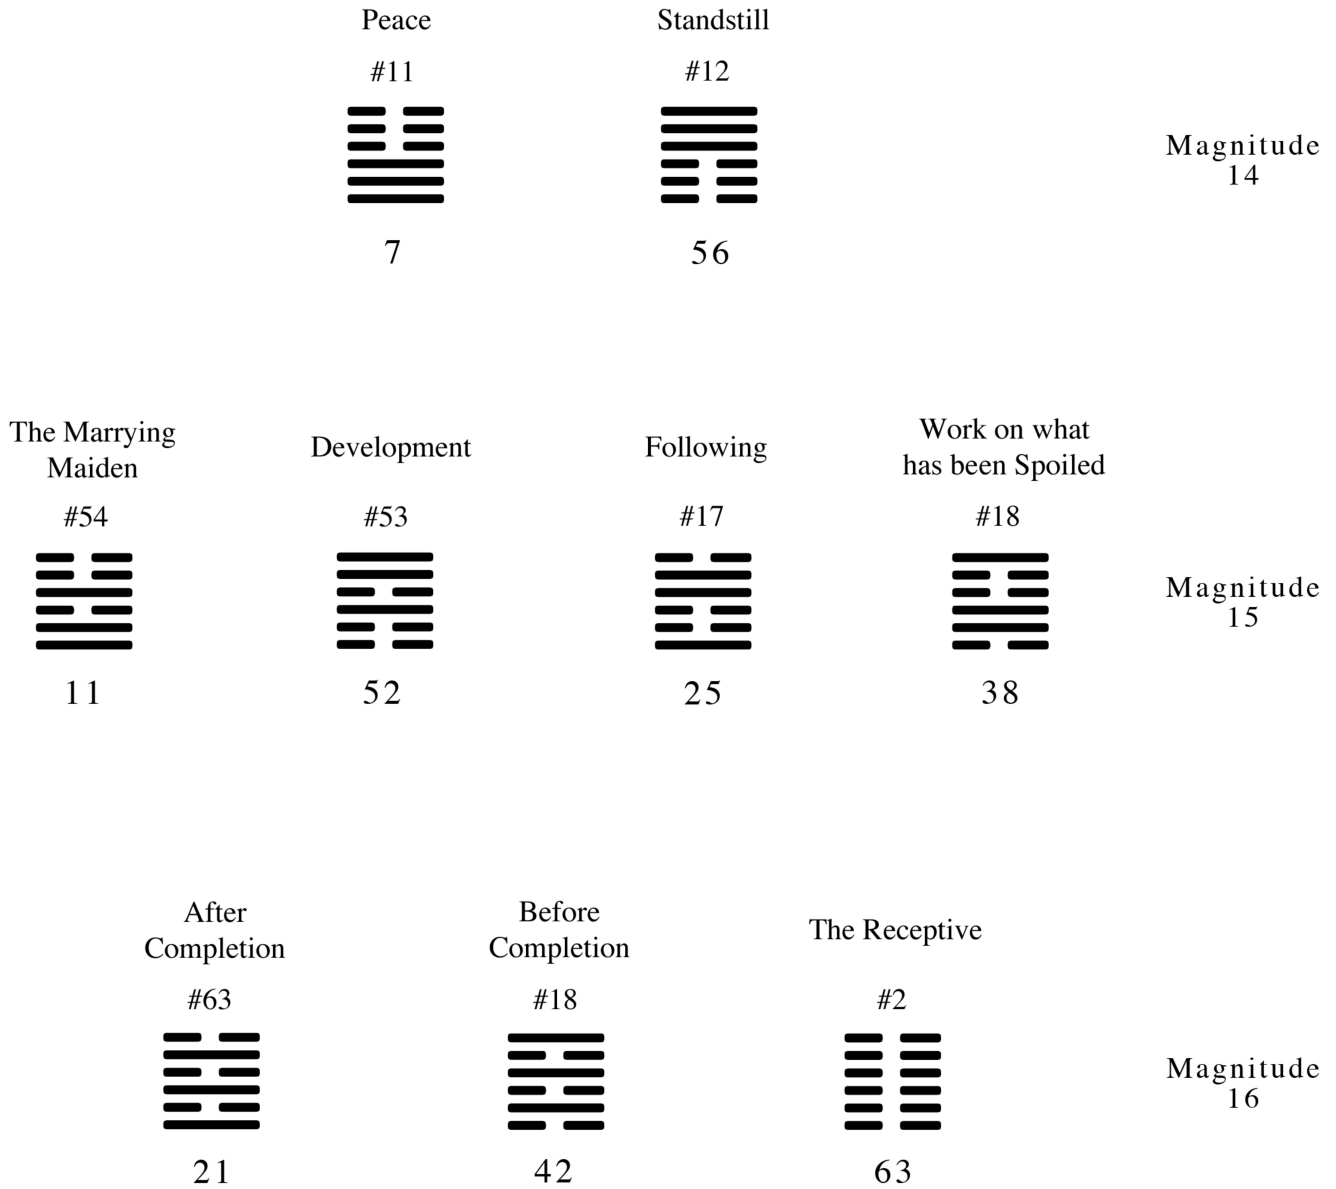 Peace
Standstill
#11
#12
Magnitude
14
7
56
The Marrying
Maiden
Development
Following
Work on what
has been Spoiled
#54
#53
#17
#18
Magnitude
15
11
52
25
38
After
Completion
Before
Completion
The Receptive
#63
#18
#2
Magnitude
16
21
42
63